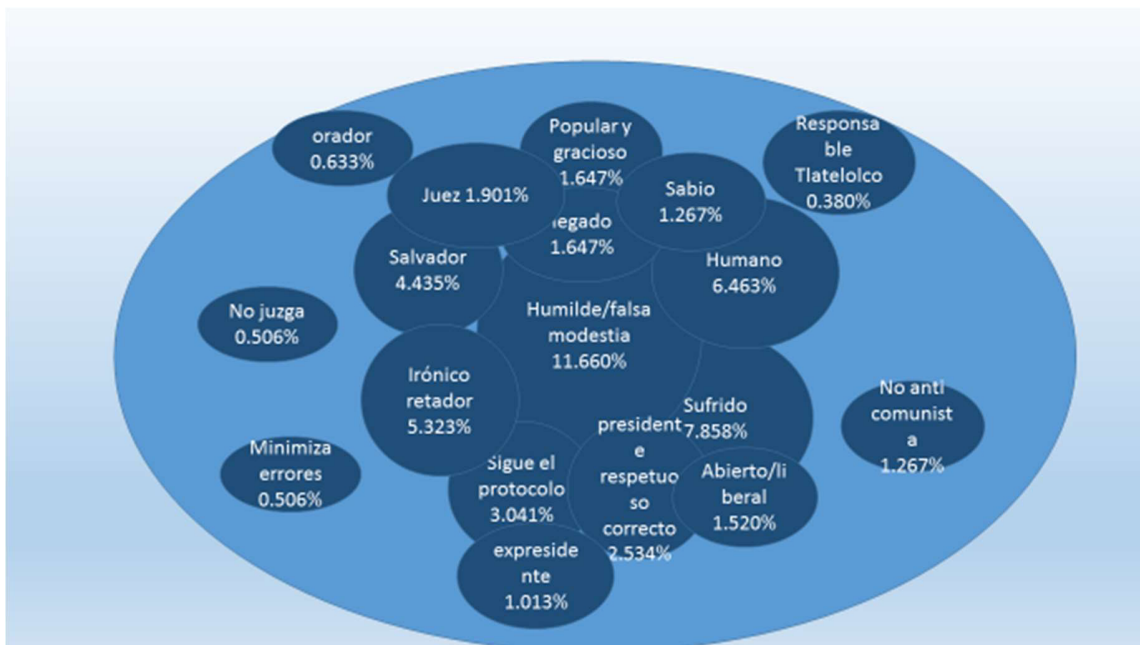 orador
0.633%
Popular y
gracioso
1.647%
Responsa
ble
Tlatelolco
0.380%
Juez 1.901%
Sabio
1.267%
legado
1.647%
Salvador
4.435%
Humano
6.463%
No juzga
0.506%
Humilde/falsa
modestia
11.660%
Irónico
retador
5.323%
Sufrido
7.858%
No anti
comunist
a
1.267%
president
e
respetuo
so
correcto
2.534%
Minimiza
errores
0.506%
Sigue el
protocolo
3.041%
Abierto/li
beral
1.520%
expreside
nte
1.013%